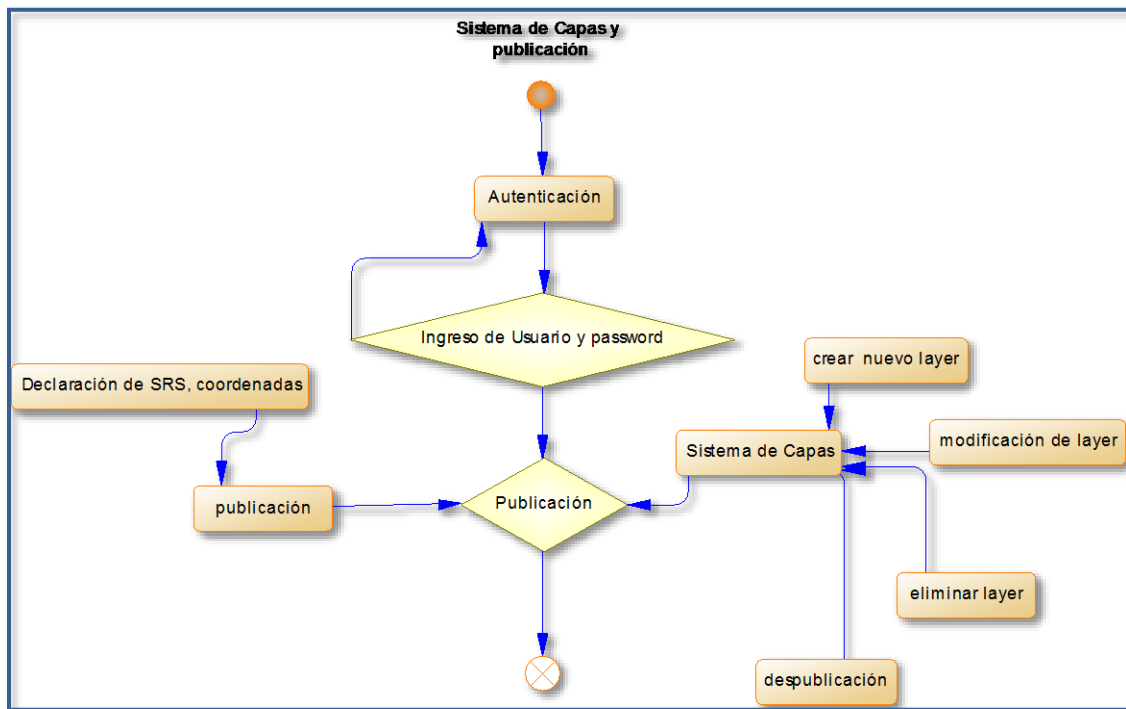 Sistema de Capas y
publicación
Autenticación
Ingreso de Usuario y password
crear nuevo layer
Declaración de SRS, coordenadas
modificación de layer
Sistema de Capas
publicación
Publicación
eliminar layer
despublicación